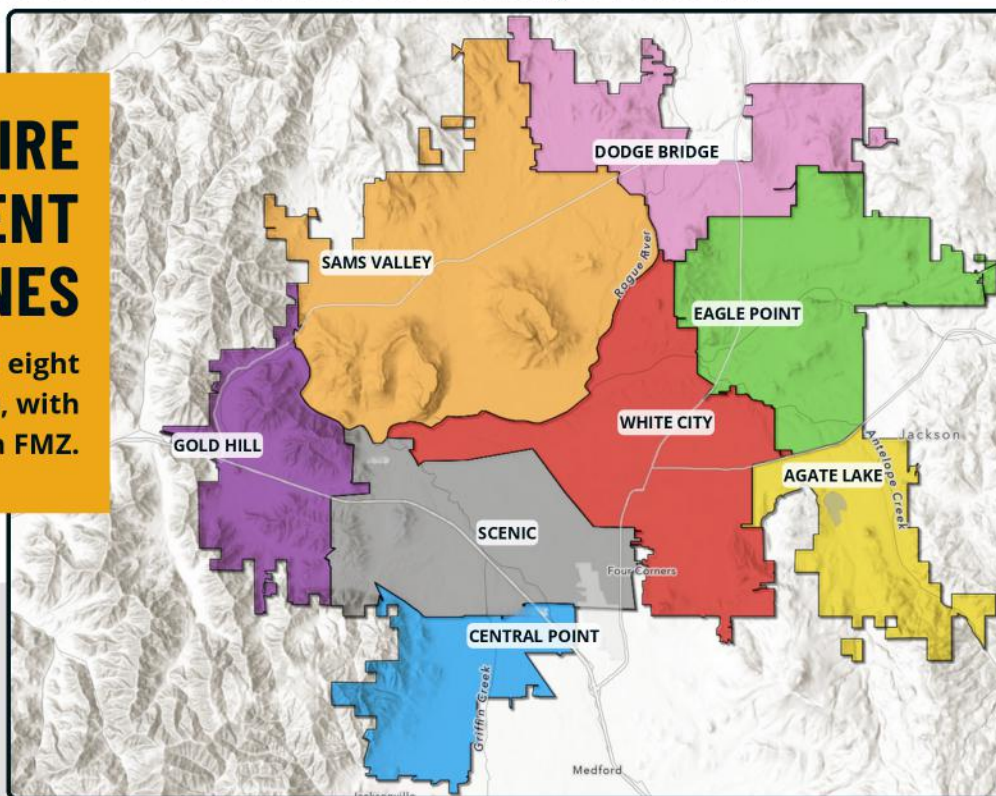 IRE
ENT
NES
eight
, with
FMZ.
DODGE BRIDGE
SAMS VALLEY
Rogue River
EAGLE POINT
WHITE CITY
GOLD HILL
Jackson
AGATE LAKE
Antelope Creek
SCENIC
Four Corners
CENTRAL POINT
Griffin Creek
Medford